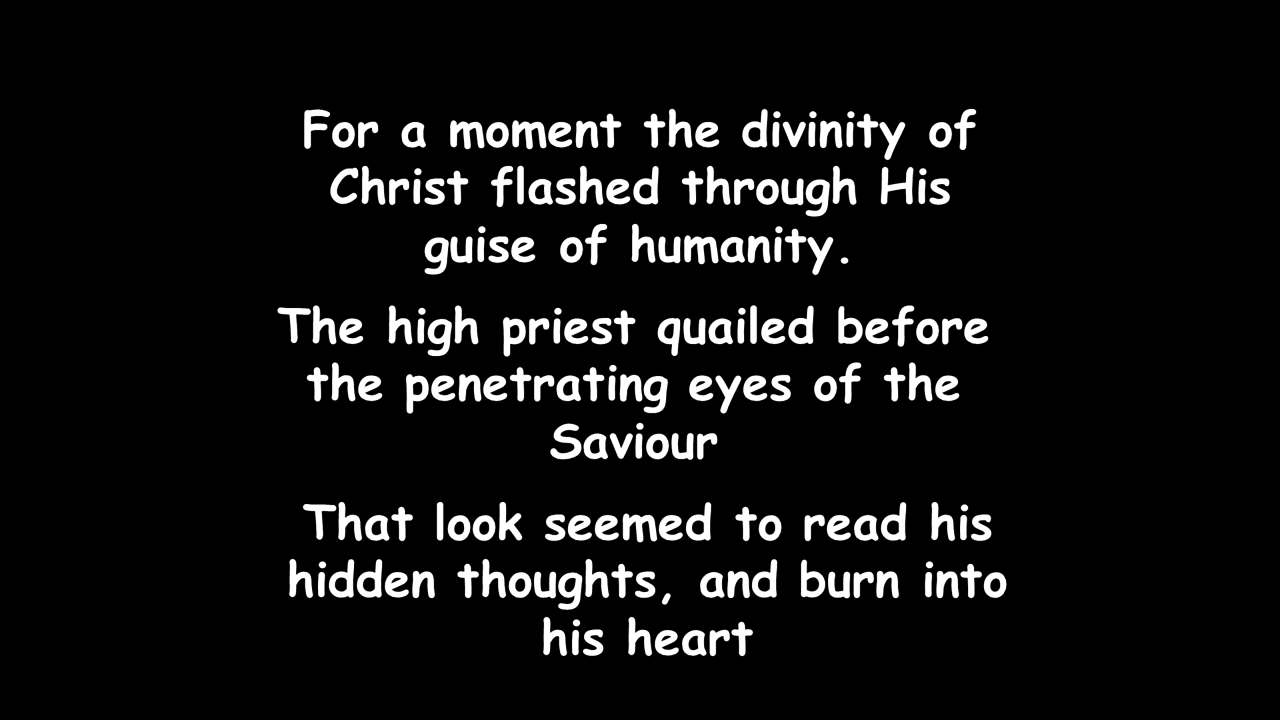 For a moment the divinity of
Christ flashed through His
guise of humanity.
The high priest quailed before
the penetrating eyes of the
Saviour
That look seemed to read his
hidden thoughts, and burn into
his heart